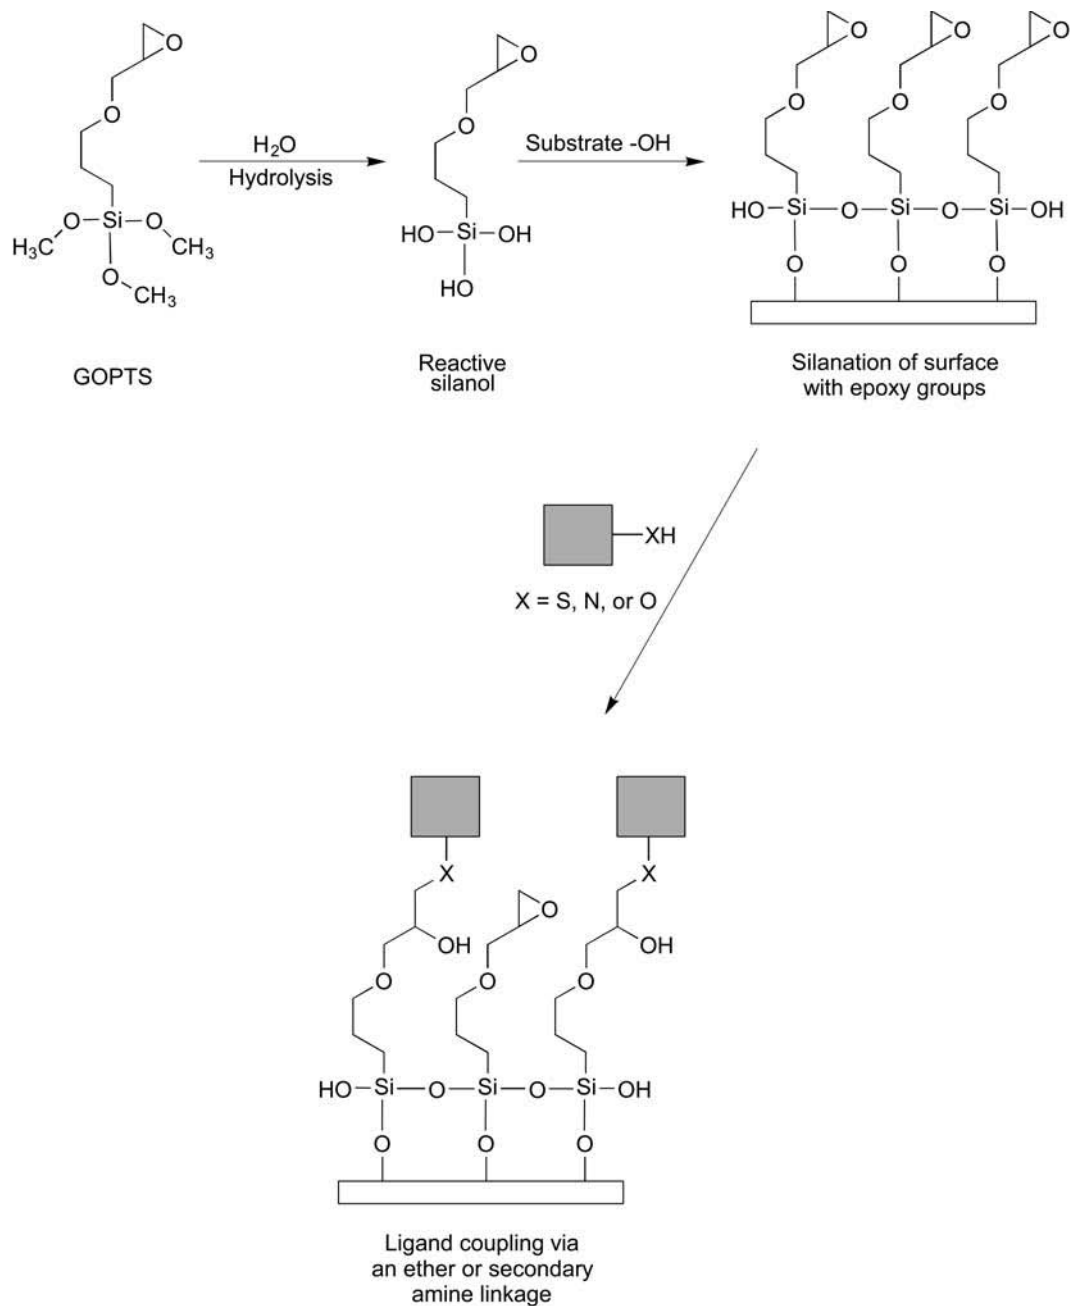 O
O
O
O
O
O
O
O
O
O
H₂O
Hydrolysis
Substrate -OH
Si
O
O
O
H₃C
CH₃
CH₃
HO
Si
OH
HO
HO
Si
O
Si
O
Si
OH
O
O
O
GOPTS
Reactive
silanol
Silanation of surface
with epoxy groups
XH
X = S, N, or O
X
X
O
OH
OH
O
O
O
HO
Si
O
Si
O
Si
OH
O
O
O
Ligand coupling via
an ether or secondary
amine linkage